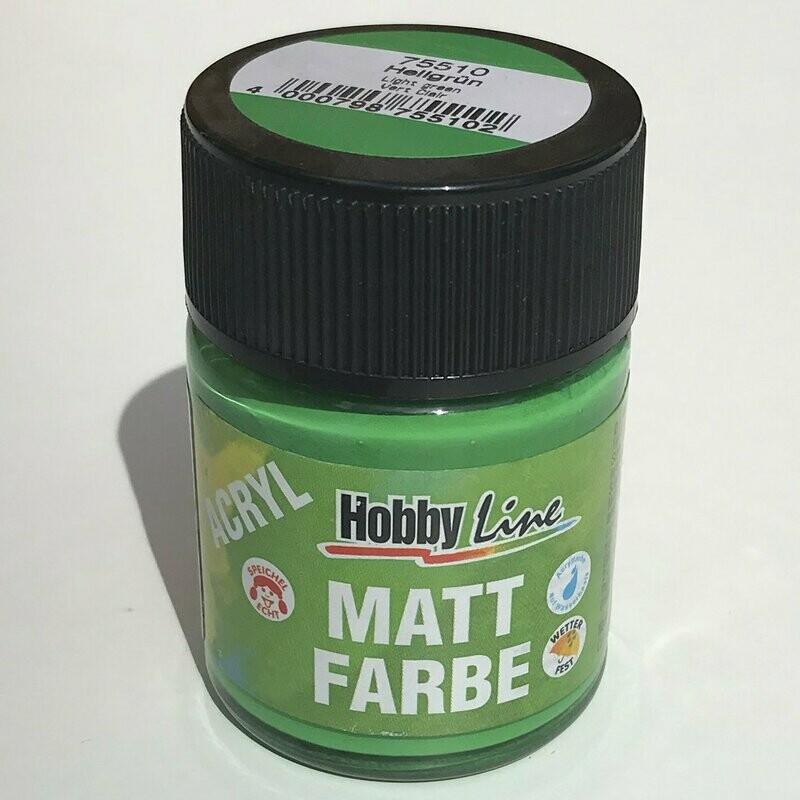 75510
Hellgrün
Light green
Vert Clair
4 000798 755102
ACRYL
Hobby Line
SPEICHEL
ECHT
MATT
FARBE
WETTER
FEST